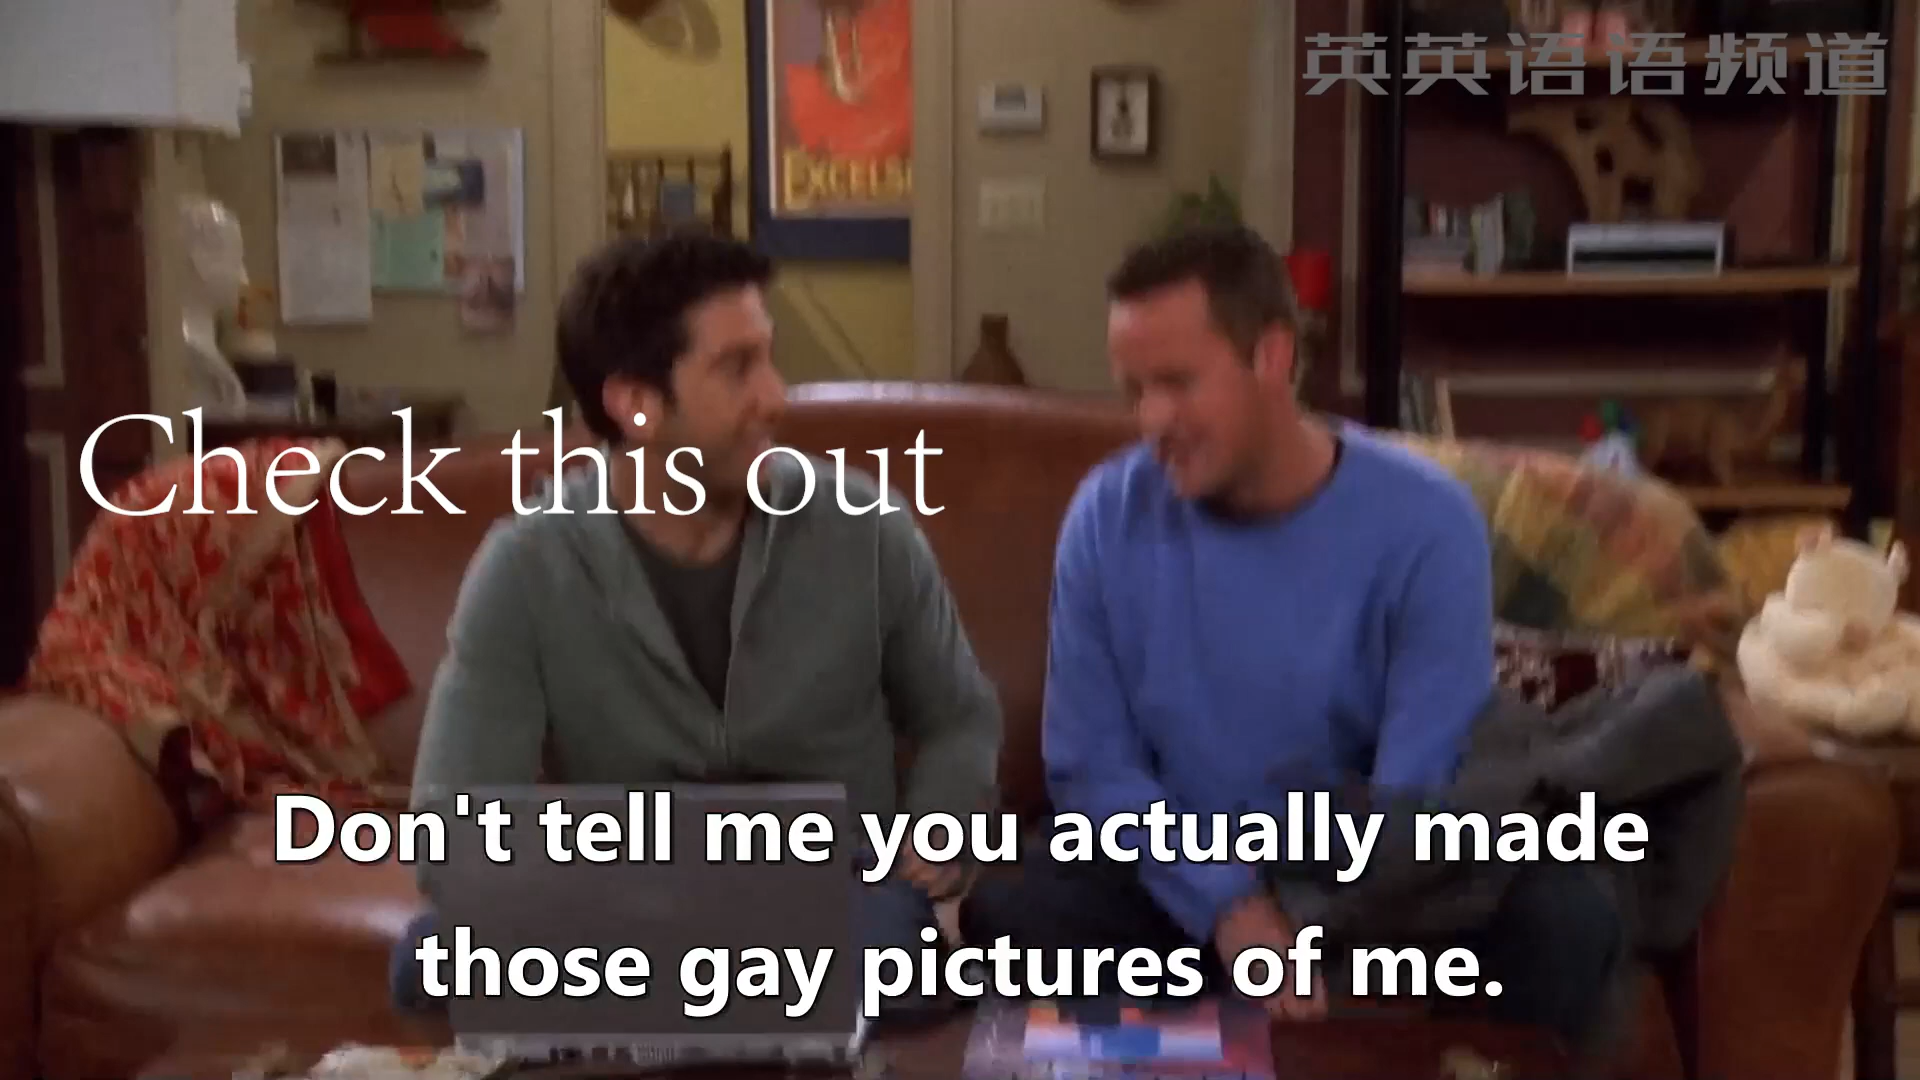 英英语语频道
EXCELSI
Check this out
Don't tell me you actually made
those gay pictures of me.